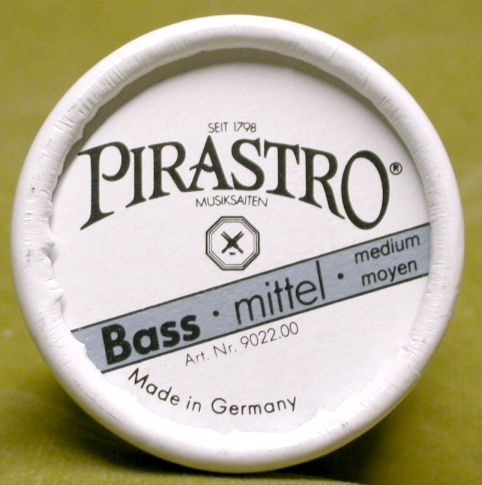 SEIT 1798
PIRASTRO®
MUSIKSAITEN
Bass · mittel · medium
moyen
Art. Nr. 9022.00
Made in Germany